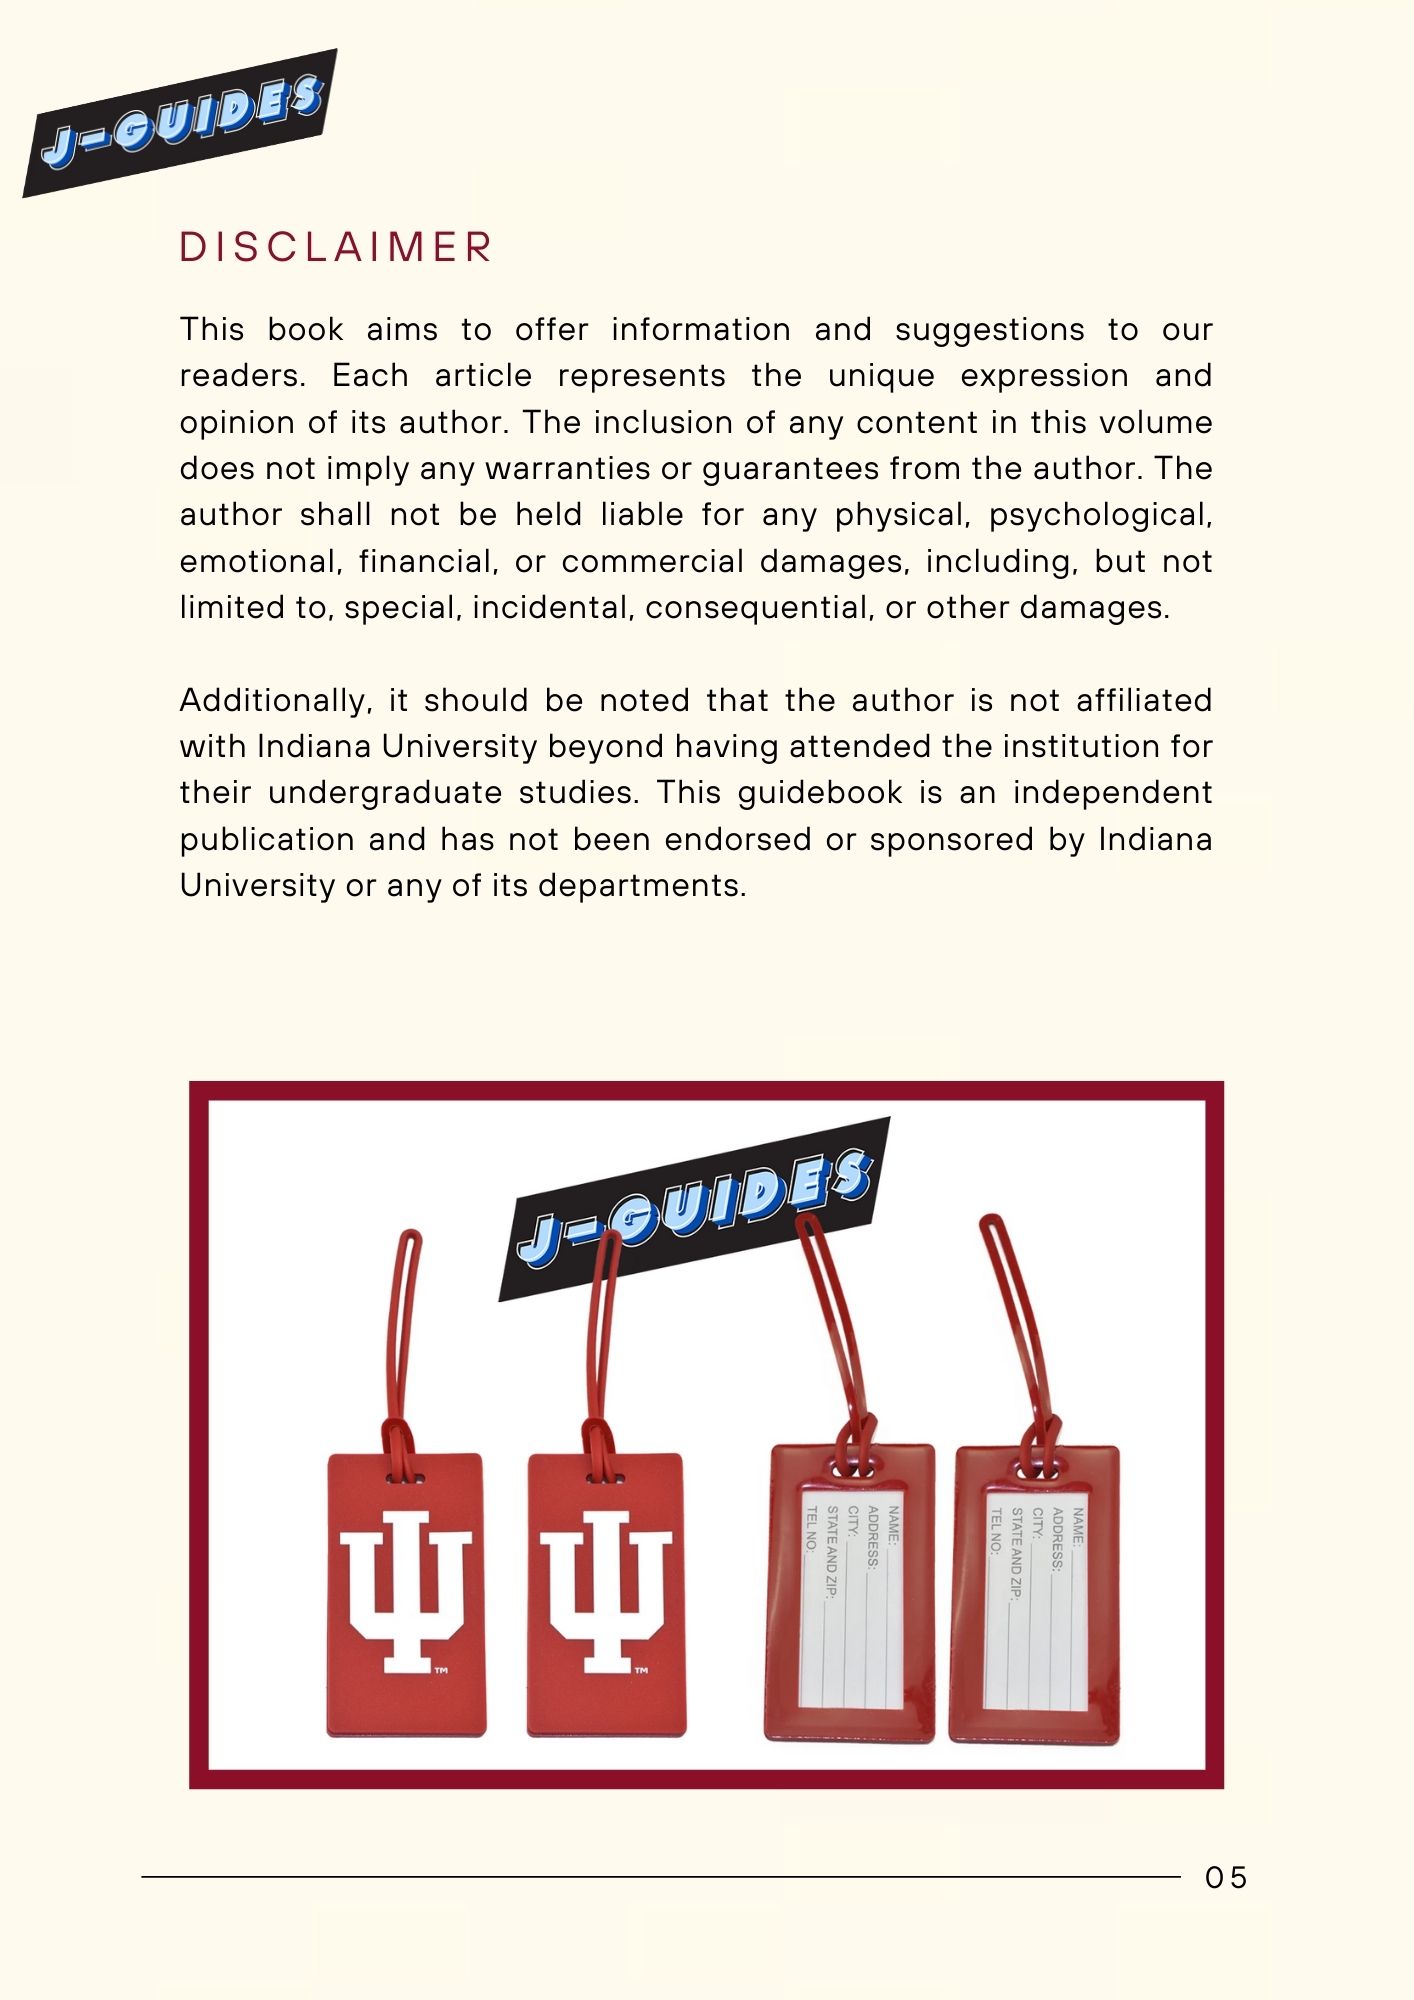 J-GUIDES
DISCLAIMER
This book aims to offer information and suggestions to our
readers. Each article represents the unique expression and
opinion of its author. The inclusion of any content in this volume
does not imply any warranties or guarantees from the author. The
author shall not be held liable for any physical, psychological,
emotional, financial, or commercial damages, including, but not
limited to, special, incidental, consequential, or other damages.
Additionally, it should be noted that the author is not affiliated
with Indiana University beyond having attended the institution for
their undergraduate studies. This guidebook is an independent
publication and has not been endorsed or sponsored by Indiana
University or any of its departments.
J-GUIDES
IU
TM
IU
TM
NAME:
ADDRESS:
CITY:
STATE AND ZIP:
TEL NO:
NAME:
ADDRESS:
CITY:
STATE AND ZIP:
TEL NO:
05